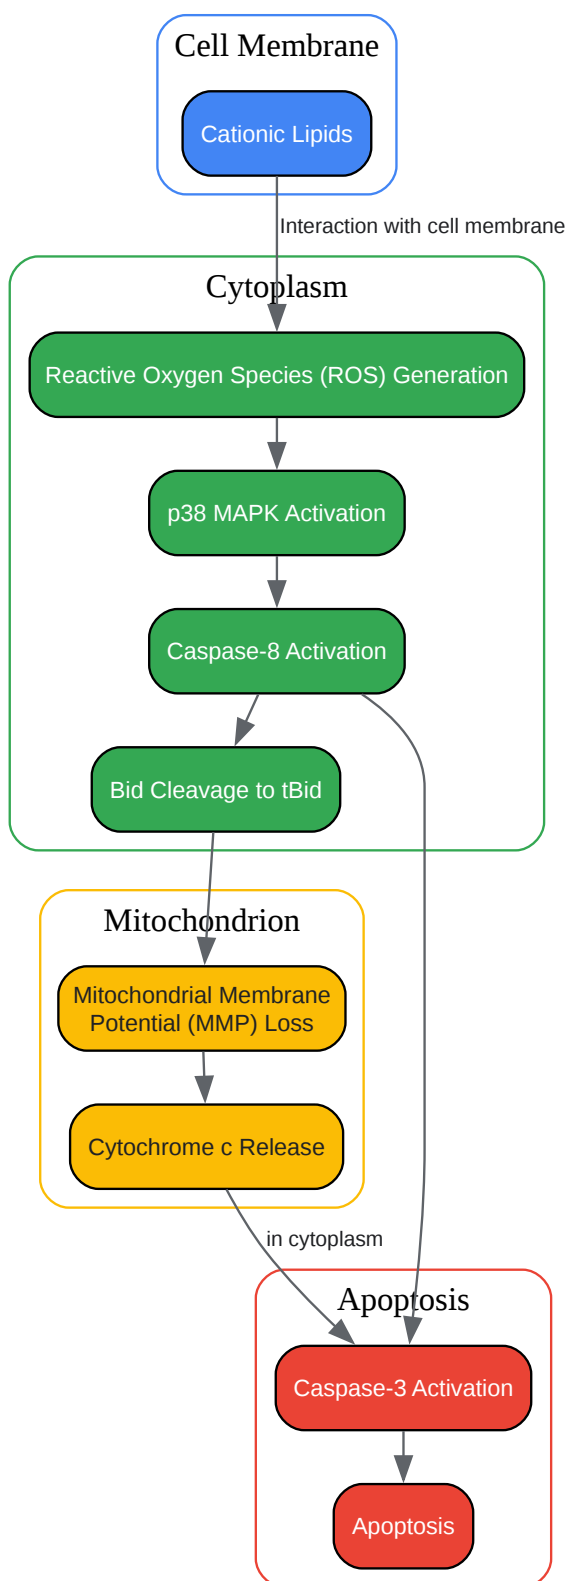 Cell Membrane
Cationic Lipids
Interaction with cell membrane
Cytoplasm
Reactive Oxygen Species (ROS) Generation
p38 MAPK Activation
Caspase-8 Activation
Bid Cleavage to tBid
Mitochondrion
Mitochondrial Membrane
Potential (MMP) Loss
Cytochrome c Release
in cytoplasm
Apoptosis
Caspase-3 Activation
Apoptosis